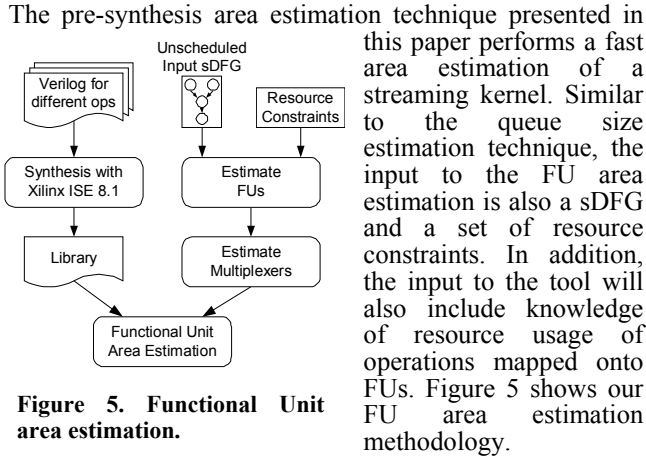 The pre-synthesis area estimation technique presented in
this paper performs a fast
area estimation of a
streaming kernel. Similar
to the queue size
estimation technique, the
input to the FU area
estimation is also a sDFG
and a set of resource
constraints. In addition,
the input to the tool will
also include knowledge
of resource usage of
operations mapped onto
FUs. Figure 5 shows our
FU area estimation
methodology.
Unscheduled
Input sDFG
Verilog for
different ops
Resource
Constraints
Synthesis with
Xilinx ISE 8.1
Estimate
FUs
Library
Estimate
Multiplexers
Functional Unit
Area Estimation
Figure 5. Functional Unit
area estimation.